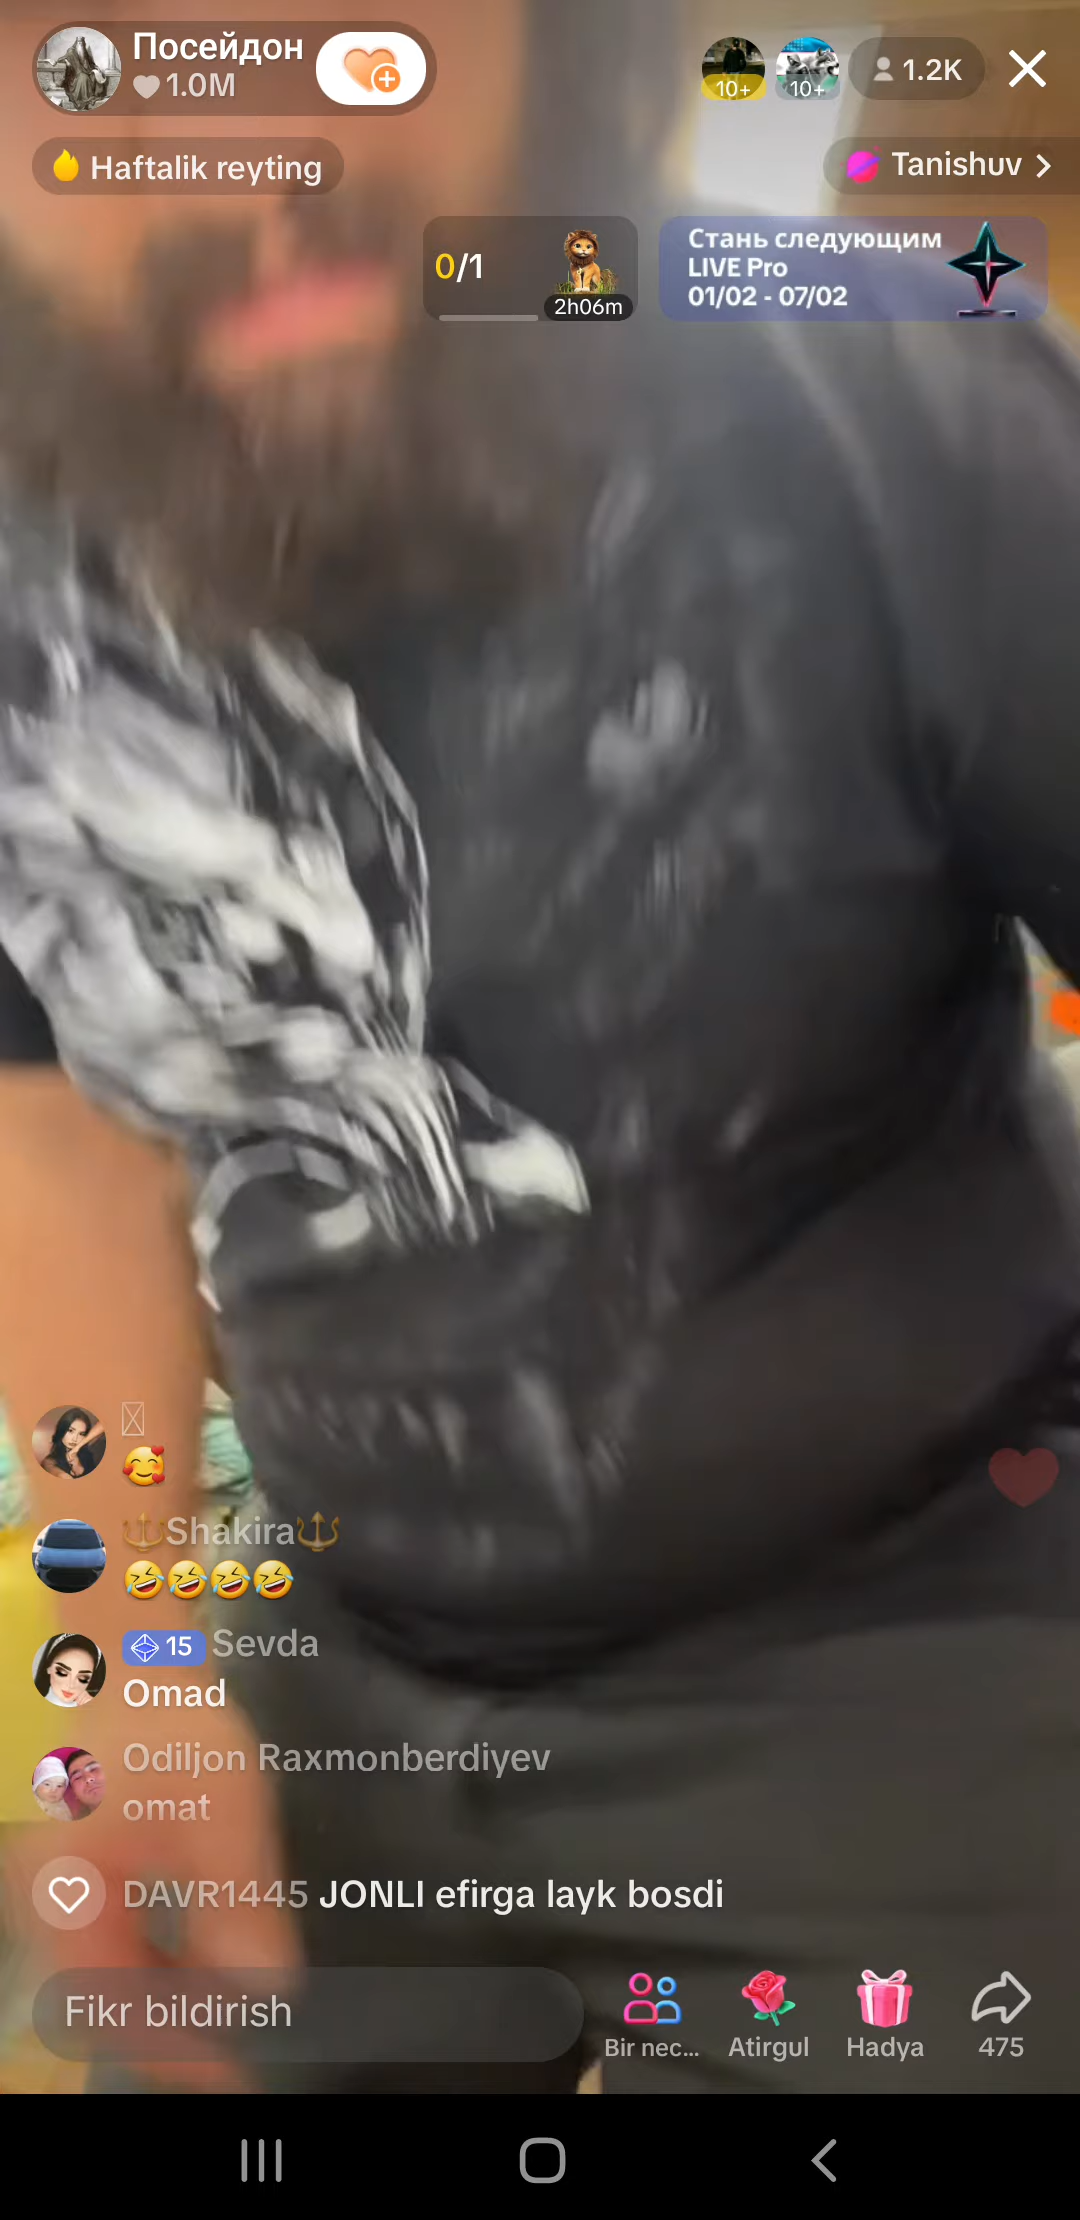 Посейдон
1.0M
10+
10+
1.2K
Haftalik reyting
Tanishuv
0/1
2h06m
Стань следующим
LIVE Pro
01/02 - 07/02
Shakira
15 Sevda
Omad
Odiljon Raxmonberdiyev
omat
DAVR1445 JONLI efirga layk bosdi
Fikr bildirish
Bir nec...
Atirgul
Hadya
475